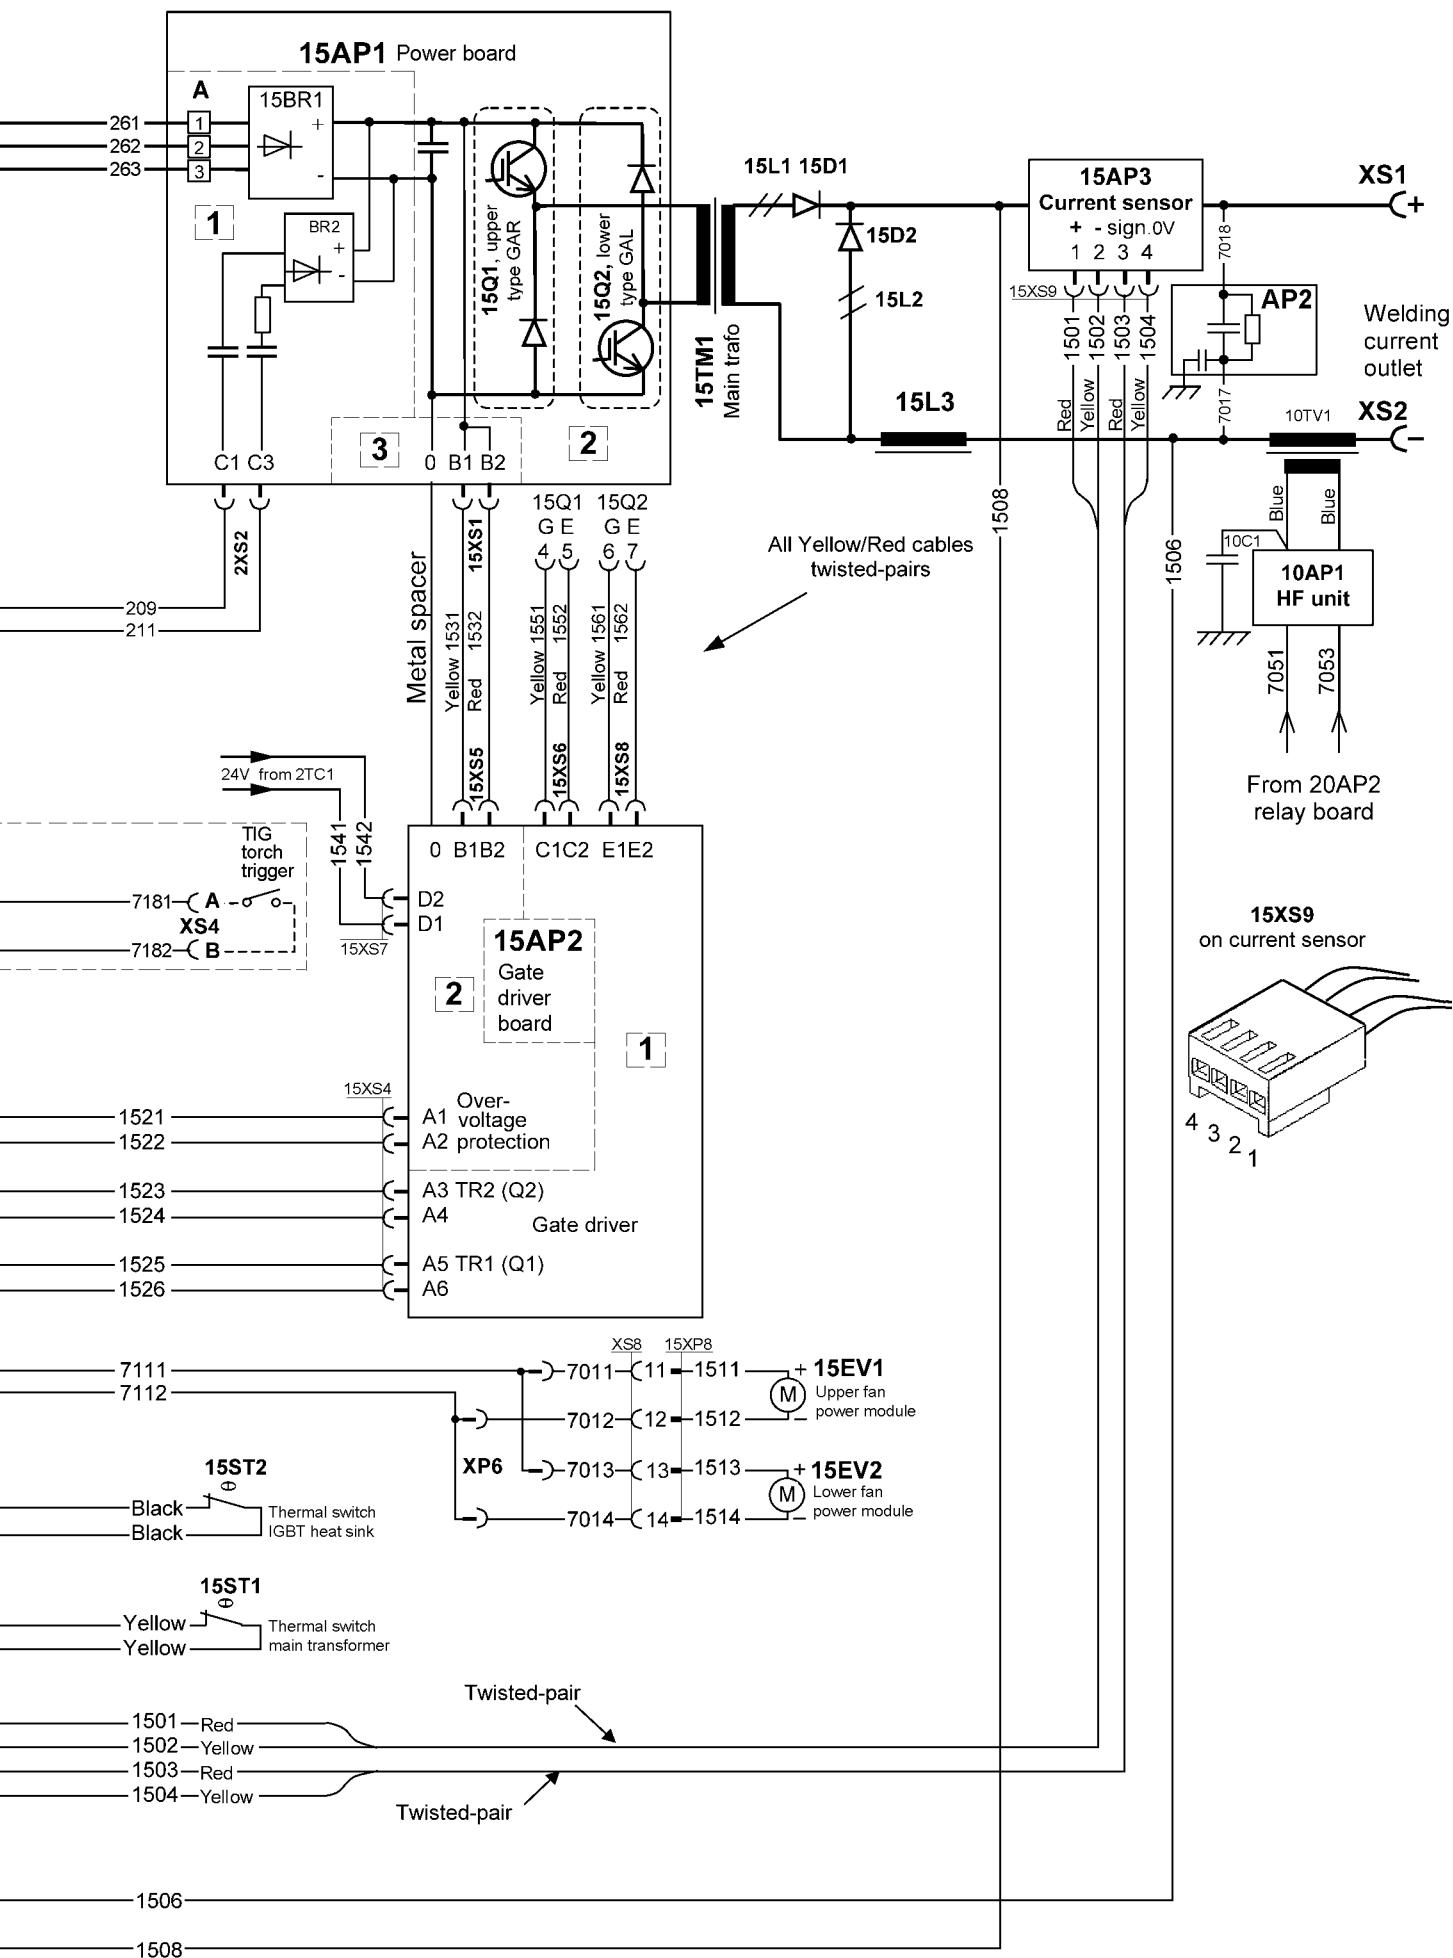 15AP1 Power board
A
15BR1
+
-
261
262
263
1
2
3
1
BR2
+
-
15Q1, upper
type GAR
15Q2, lower
type GAL
3
2
C1 C3
0 B1 B2
2XS2
209
211
15L1 15D1
15D2
15L2
15TM1
Main trafo
15L3
15AP3
Current sensor
+ - sign.0V
1 2 3 4
15XS9
1501
1502
1503
1504
Red
Yellow
Red
Yellow
XS1
+
7018
AP2
7017
Welding
current
outlet
XS2
-
10TV1
Blue
Blue
10C1
10AP1
HF unit
7051
7053
From 20AP2
relay board
1508
1506
Metal spacer
15XS1
Yellow 1531
Red 1532
15XS5
15Q1
G E
4 5
Yellow 1551
Red 1552
15XS6
15Q2
G E
6 7
Yellow 1561
Red 1562
15XS8
All Yellow/Red cables
twisted-pairs
24V from 2TC1
1541
1542
TIG
torch
trigger
7181
A
XS4
7182
B
0 B1B2 C1C2 E1E2
D2
D1
15XS7
15AP2
Gate
driver
board
2
1
15XS4
1521
1522
1523
1524
1525
1526
A1 Over-
voltage
A2 protection
A3 TR2 (Q2)
A4
Gate driver
A5 TR1 (Q1)
A6
15XS9
on current sensor
4 3 2 1
7111
7112
XS8 15XP8
7011 11 1511
7012 12 1512
7013 13 1513
7014 14 1514
XP6
+ 15EV1
M
Upper fan
power module
-
+ 15EV2
M
Lower fan
power module
-
15ST2
θ
Black
Black
Thermal switch
IGBT heat sink
15ST1
θ
Yellow
Yellow
Thermal switch
main transformer
Twisted-pair
1501 Red
1502 Yellow
1503 Red
1504 Yellow
Twisted-pair
1506
1508